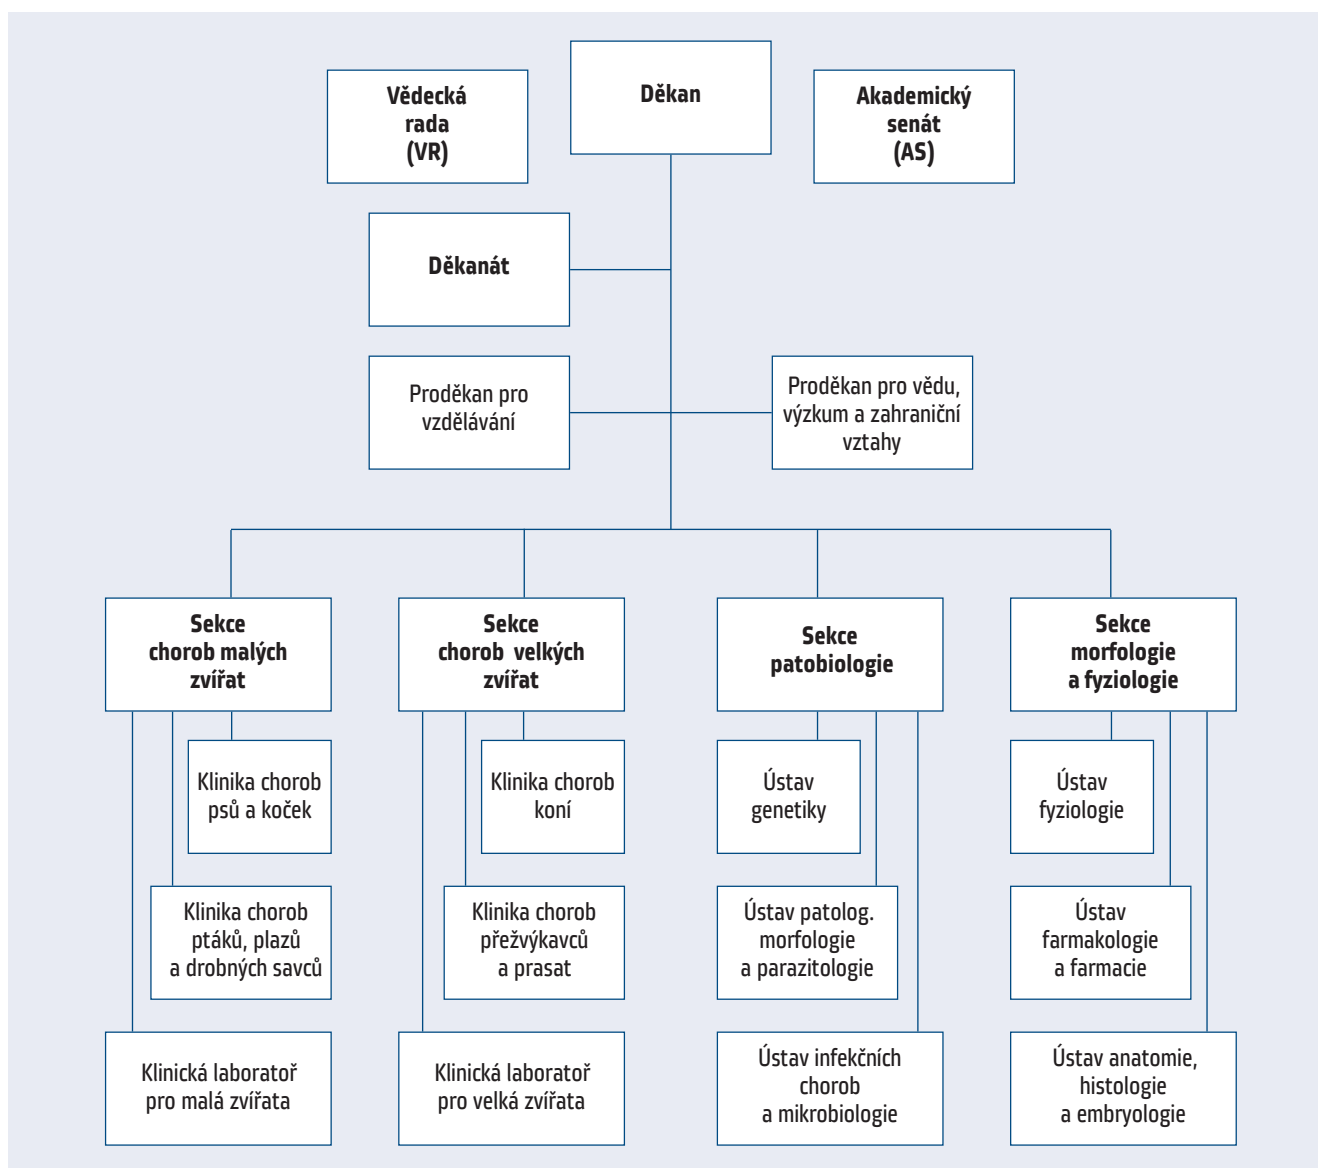 Vědecká
rada
(VR)
Děkan
Akademický
senát
(AS)
Děkanát
Proděkan pro
vzdělávání
Proděkan pro vědu,
výzkum a zahraniční
vztahy
Sekce
chorob malých
zvířat
Sekce
chorob velkých
zvířat
Sekce
patobiologie
Sekce
morfologie
a fyziologie
Klinika chorob
psů a koček
Klinika chorob
koní
Ústav
genetiky
Ústav
fyziologie
Klinika chorob
ptáků, plazů
a drobných savců
Klinika chorob
přežvýkavců
a prasat
Ústav patolog.
morfologie
a parazitologie
Ústav
farmakologie
a farmacie
Klinická laboratoř
pro malá zvířata
Klinická laboratoř
pro velká zvířata
Ústav infekčních
chorob
a mikrobiologie
Ústav anatomie,
histologie
a embryologie